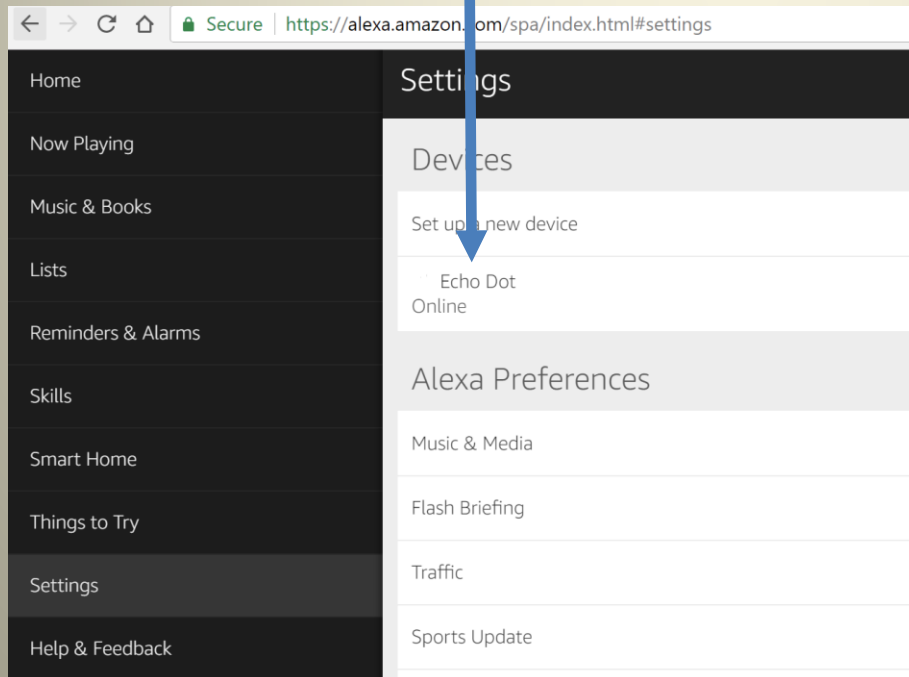 Secure https://alexa.amazon.com/spa/index.html#settings
Home
Now Playing
Music & Books
Lists
Reminders & Alarms
Skills
Smart Home
Things to Try
Settings
Help & Feedback
Settings
Devices
Set up a new device
Echo Dot
Online
Alexa Preferences
Music & Media
Flash Briefing
Traffic
Sports Update